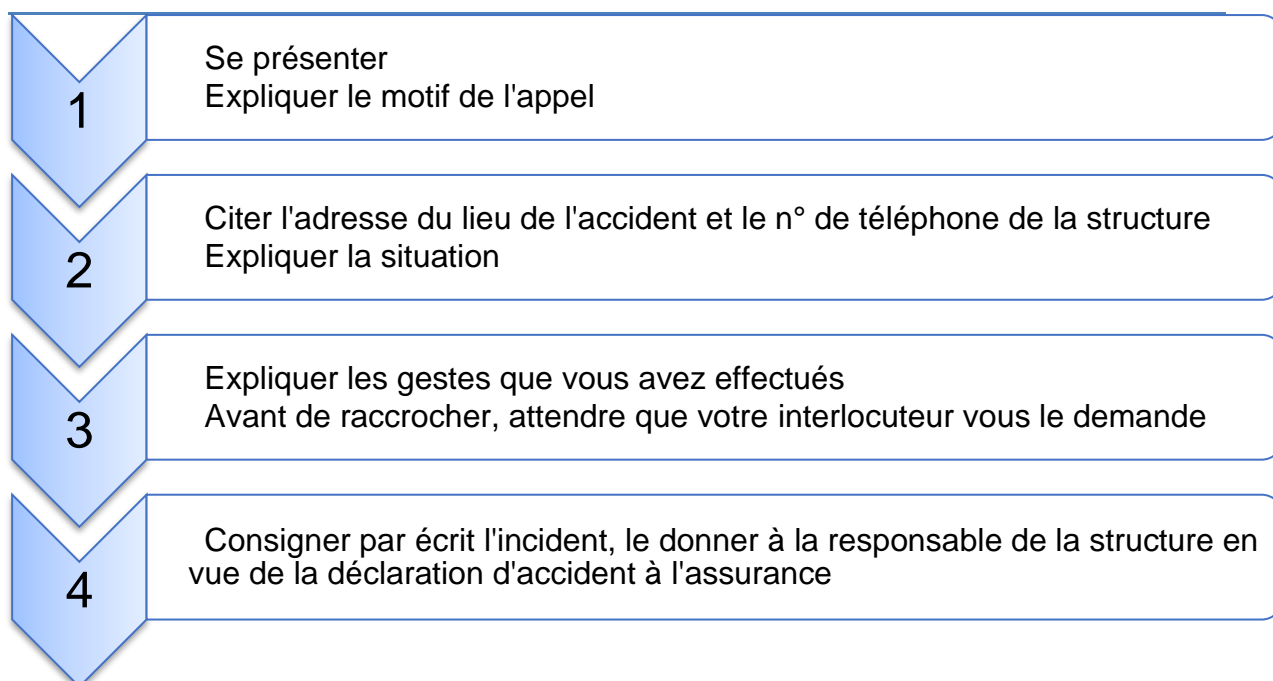 1
Se présenter
Expliquer le motif de l'appel
2
Citer l'adresse du lieu de l'accident et le n° de téléphone de la structure
Expliquer la situation
3
Expliquer les gestes que vous avez effectués
Avant de raccrocher, attendre que votre interlocuteur vous le demande
4
Consigner par écrit l'incident, le donner à la responsable de la structure en
vue de la déclaration d'accident à l'assurance